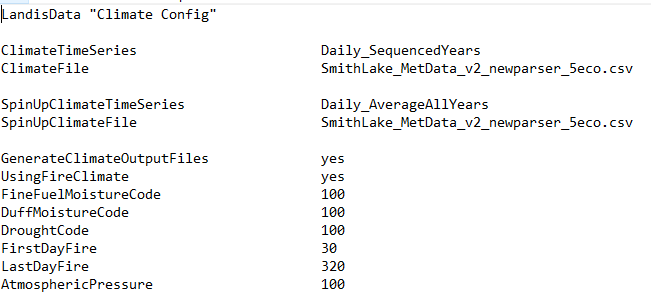 LandisData "Climate Config"
ClimateTimeSeries Daily_SequencedYears
ClimateFile SmithLake_MetData_v2_newparser_5eco.csv
SpinUpClimateTimeSeries Daily_AverageAllYears
SpinUpClimateFile SmithLake_MetData_v2_newparser_5eco.csv
GenerateClimateOutputFiles yes
UsingFireClimate yes
FineFuelMoistureCode 100
DuffMoistureCode 100
DroughtCode 100
FirstDayFire 30
LastDayFire 320
AtmosphericPressure 100